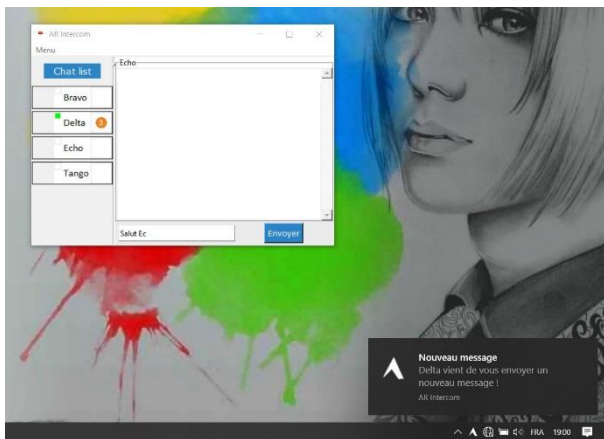 AR Intercom
Menu
Chat list
Echo
Bravo
Delta 3
Echo
Tango
Salut Ec
Envoyer
Nouveau message
Delta vient de vous envoyer un
nouveau message !
AR Intercom
FRA 19:00